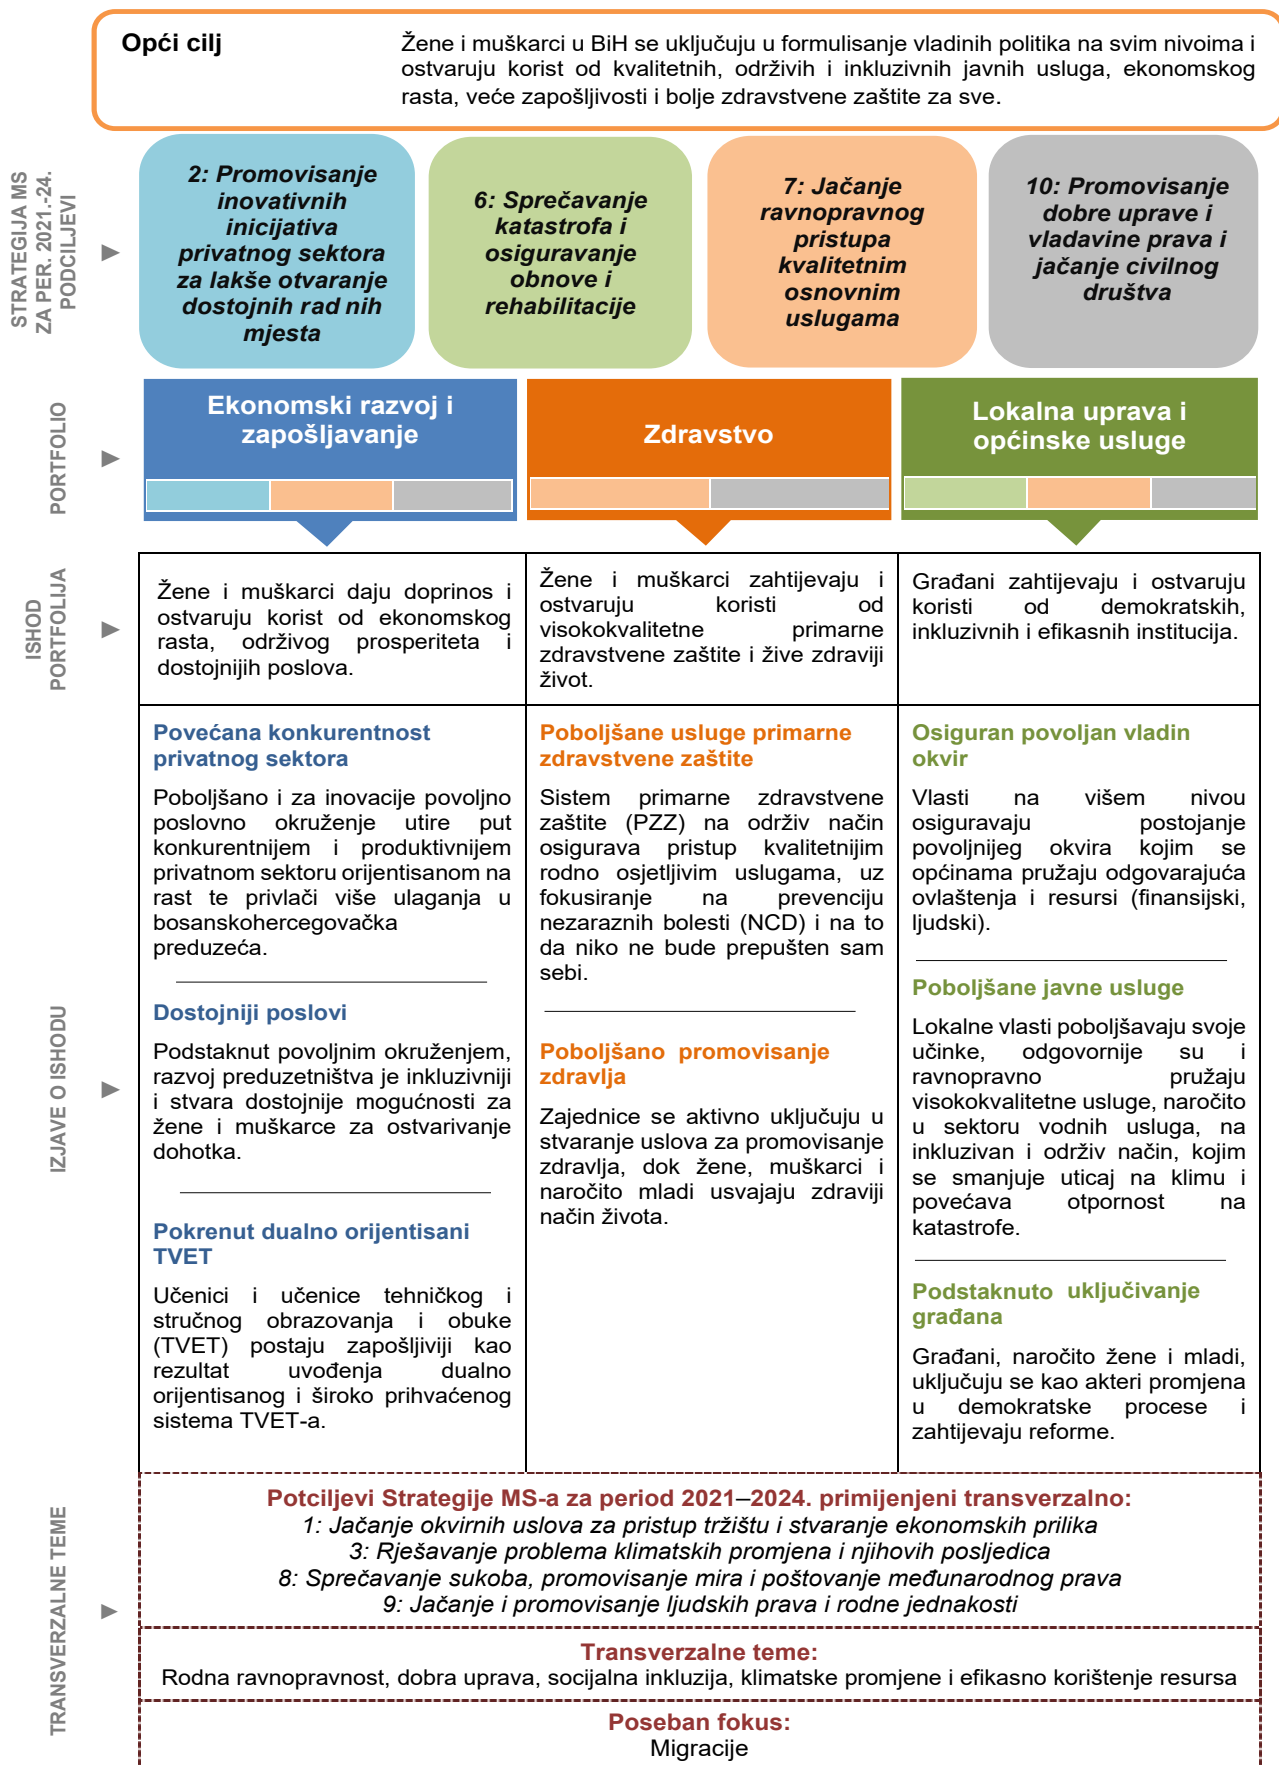 Opći cilj
Žene i muškarci u BiH se uključuju u formulisanje vladinih politika na svim nivoima i
ostvaruju korist od kvalitetnih, održivih i inkluzivnih javnih usluga, ekonomskog
rasta, veće zapošljivosti i bolje zdravstvene zaštite za sve.
STRATEGIJA MS
ZA PER. 2021.-24.
PODCILJEVI
2: Promovisanje
inovativnih
inicijativa
privatnog sektora
za lakše otvaranje
dostojnih rad nih
mjesta
6: Sprečavanje
katastrofa i
osiguravanje
obnove i
rehabilitacije
7: Jačanje
ravnopravnog
pristupa
kvalitetnim
osnovnim
uslugama
10: Promovisanje
dobre uprave i
vladavine prava i
jačanje civilnog
društva
PORTFOLIO
Ekonomski razvoj i
zapošljavanje
Zdravstvo
Lokalna uprava i
općinske usluge
ISHOD
PORTFOLIJA
Žene i muškarci daju doprinos i
ostvaruju korist od ekonomskog
rasta, održivog prosperiteta i
dostojnijih poslova.
Žene i muškarci zahtijevaju i
ostvaruju koristi od
visokokvalitetne primarne
zdravstvene zaštite i žive zdraviji
život.
Građani zahtijevaju i ostvaruju
koristi od demokratskih,
inkluzivnih i efikasnih institucija.
IZJAVE O ISHODU
Povećana konkurentnost
privatnog sektora
Poboljšano i za inovacije povoljno
poslovno okruženje utire put
konkurentnijem i produktivnijem
privatnom sektoru orijentisanom na
rast te privlači više ulaganja u
bosanskohercegovačka
preduzeća.
Dostojniji poslovi
Podstaknut povoljnim okruženjem,
razvoj preduzetništva je inkluzivniji
i stvara dostojnije mogućnosti za
žene i muškarce za ostvarivanje
dohotka.
Pokrenut dualno orijentisani
TVET
Učenici i učenice tehničkog i
stručnog obrazovanja i obuke
(TVET) postaju zapošljiviji kao
rezultat uvođenja dualno
orijentisanog i široko prihvaćenog
sistema TVET-a.
Poboljšane usluge primarne
zdravstvene zaštite
Sistem primarne zdravstvene
zaštite (PZZ) na održiv način
osigurava pristup kvalitetnijim
rodno osjetljivim uslugama, uz
fokusiranje na prevenciju
nezaraznih bolesti (NCD) i na to
da niko ne bude prepušten sam
sebi.
Poboljšano promovisanje
zdravlja
Zajednice se aktivno uključuju u
stvaranje uslova za promovisanje
zdravlja, dok žene, muškarci i
naročito mladi usvajaju zdraviji
način života.
Osiguran povoljan vladin
okvir
Vlasti na višem nivou
osiguravaju postojanje
povoljnijeg okvira kojim se
općinama pružaju odgovarajuća
ovlaštenja i resursi (finansijski,
ljudski).
Poboljšane javne usluge
Lokalne vlasti poboljšavaju svoje
učinke, odgovornije su i
ravnopravno pružaju
visokokvalitetne usluge, naročito
u sektoru vodnih usluga, na
inkluzivan i održiv način, kojim
se smanjuje uticaj na klimu i
povećava otpornost na
katastrofe.
Podstaknuto uključivanje
građana
Građani, naročito žene i mladi,
uključuju se kao akteri promjena
u demokratske procese i
zahtijevaju reforme.
TRANSVERZALNE TEME
Potciljevi Strategije MS-a za period 2021–2024. primijenjeni transverzalno:
1: Jačanje okvirnih uslova za pristup tržištu i stvaranje ekonomskih prilika
3: Rješavanje problema klimatskih promjena i njihovih posljedica
8: Sprečavanje sukoba, promovisanje mira i poštovanje međunarodnog prava
9: Jačanje i promovisanje ljudskih prava i rodne jednakosti
Transverzalne teme:
Rodna ravnopravnost, dobra uprava, socijalna inkluzija, klimatske promjene i efikasno korištenje resursa
Poseban fokus:
Migracije